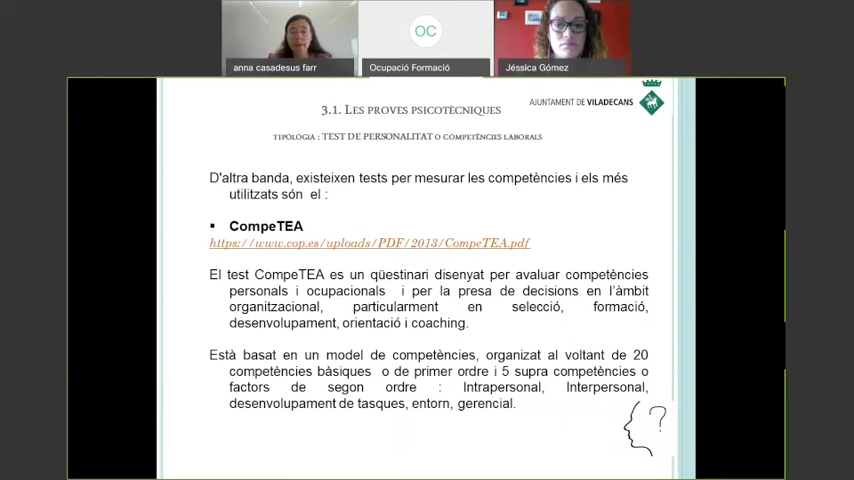 OC
anna casadesus farr
Ocupació Formació
Jéssica Gómez
AJUNTAMENT DE VILADECANS
3.1. LES PROVES PSICOTÈCNIQUES
TIPOLOGIA : TEST DE PERSONALITAT O COMPETÈNCIES LABORALS
D'altra banda, existeixen tests per mesurar les competències i els més
utilitzats són el :
▪ CompeTEA
https://www.cop.es/uploads/PDF/2013/CompeTEA.pdf
El test CompeTEA es un qüestinari disenyat per avaluar competències
personals i ocupacionals i per la presa de decisions en l'àmbit
organitzacional, particularment en selecció, formació,
desenvolupament, orientació i coaching.
Està basat en un model de competències, organizat al voltant de 20
competències bàsiques o de primer ordre i 5 supra competències o
factors de segon ordre : Intrapersonal, Interpersonal,
desenvolupament de tasques, entorn, gerencial.
?